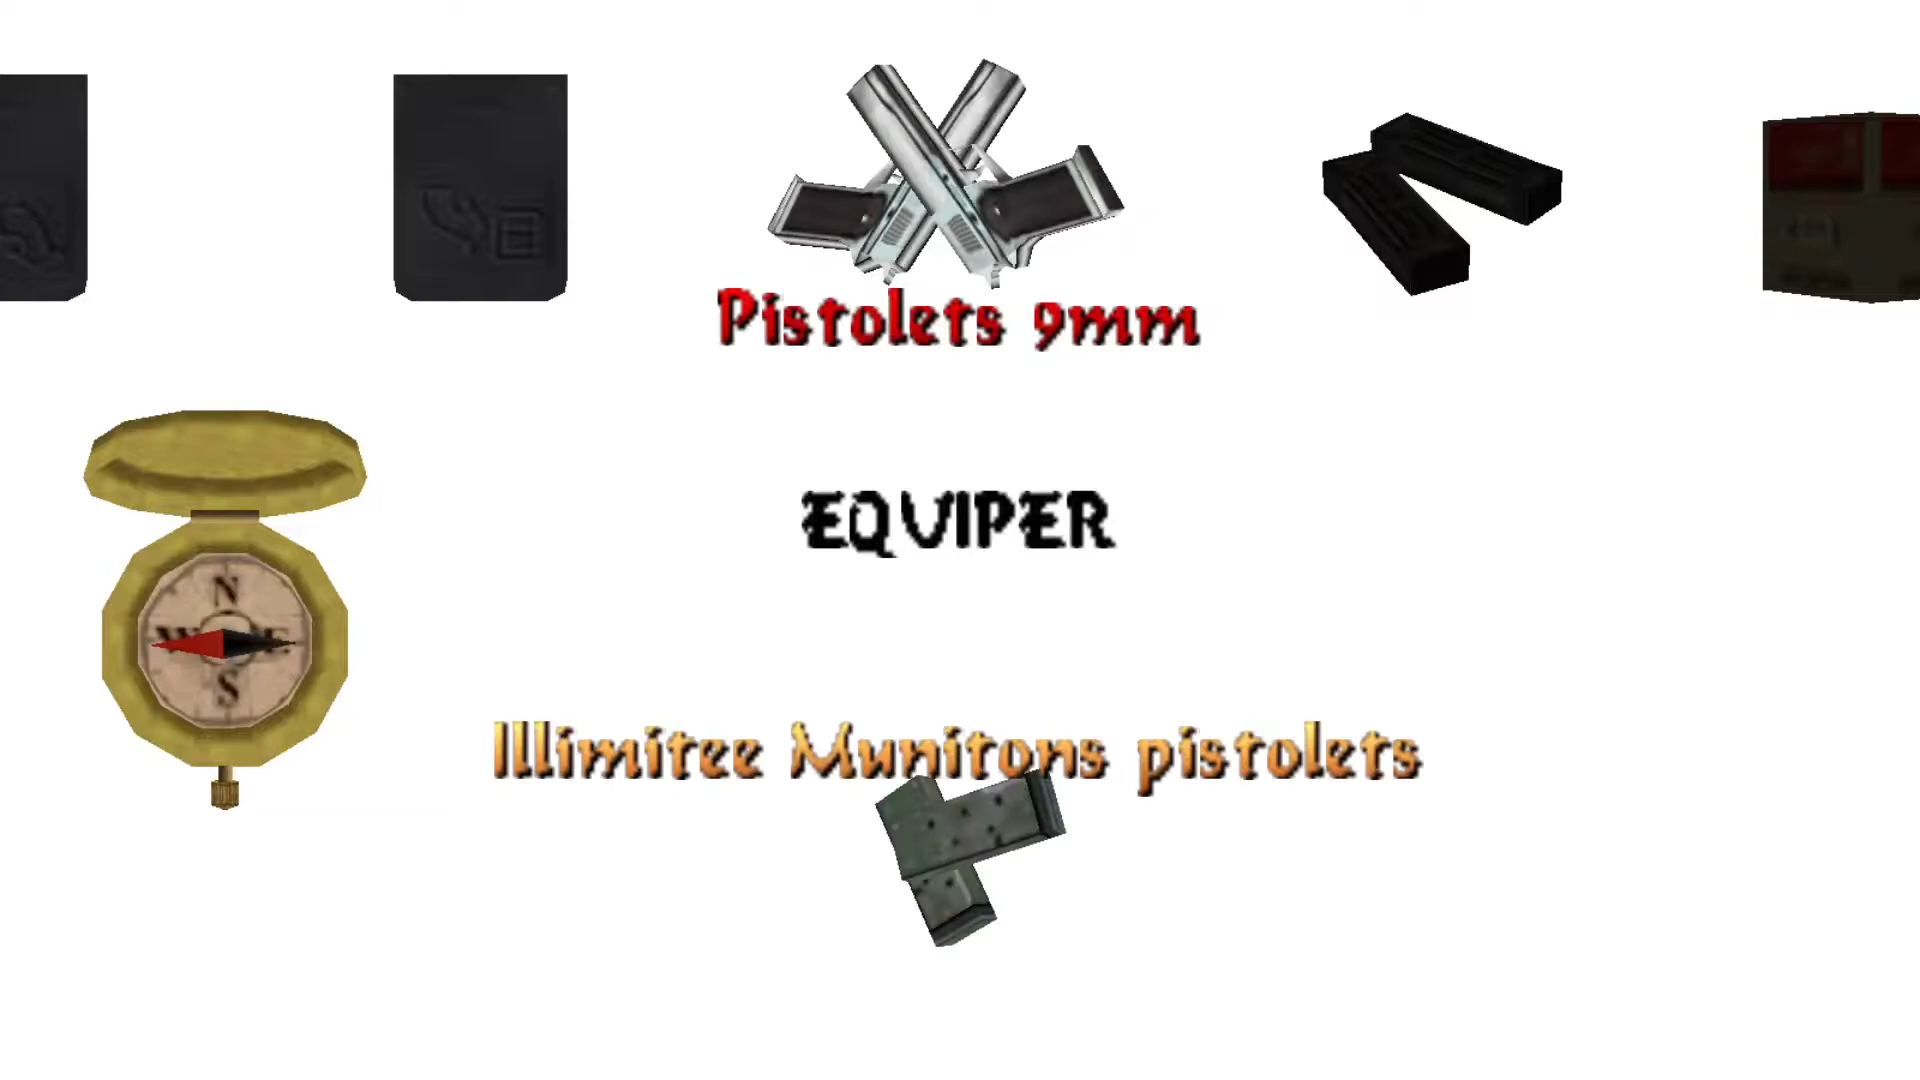 Pistolets 9mm
EQUIPER
N
W E
S
Illimitee Munitons pistolets